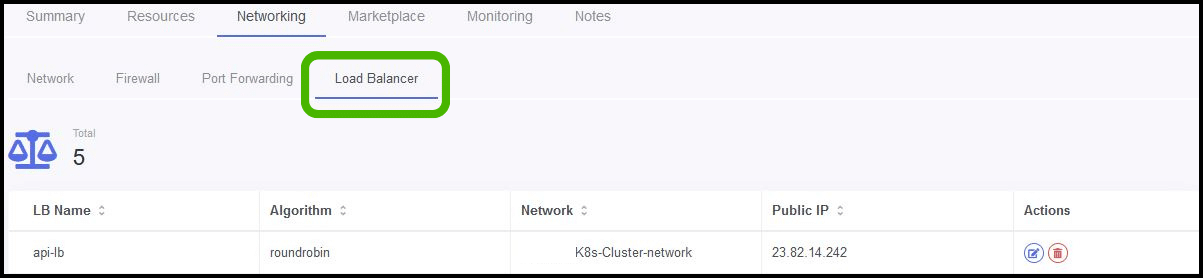 Summary Resources Networking Marketplace Monitoring Notes
Network Firewall Port Forwarding Load Balancer
Total
5
LB Name Algorithm Network Public IP Actions
api-lb roundrobin K8s-Cluster-network 23.82.14.242